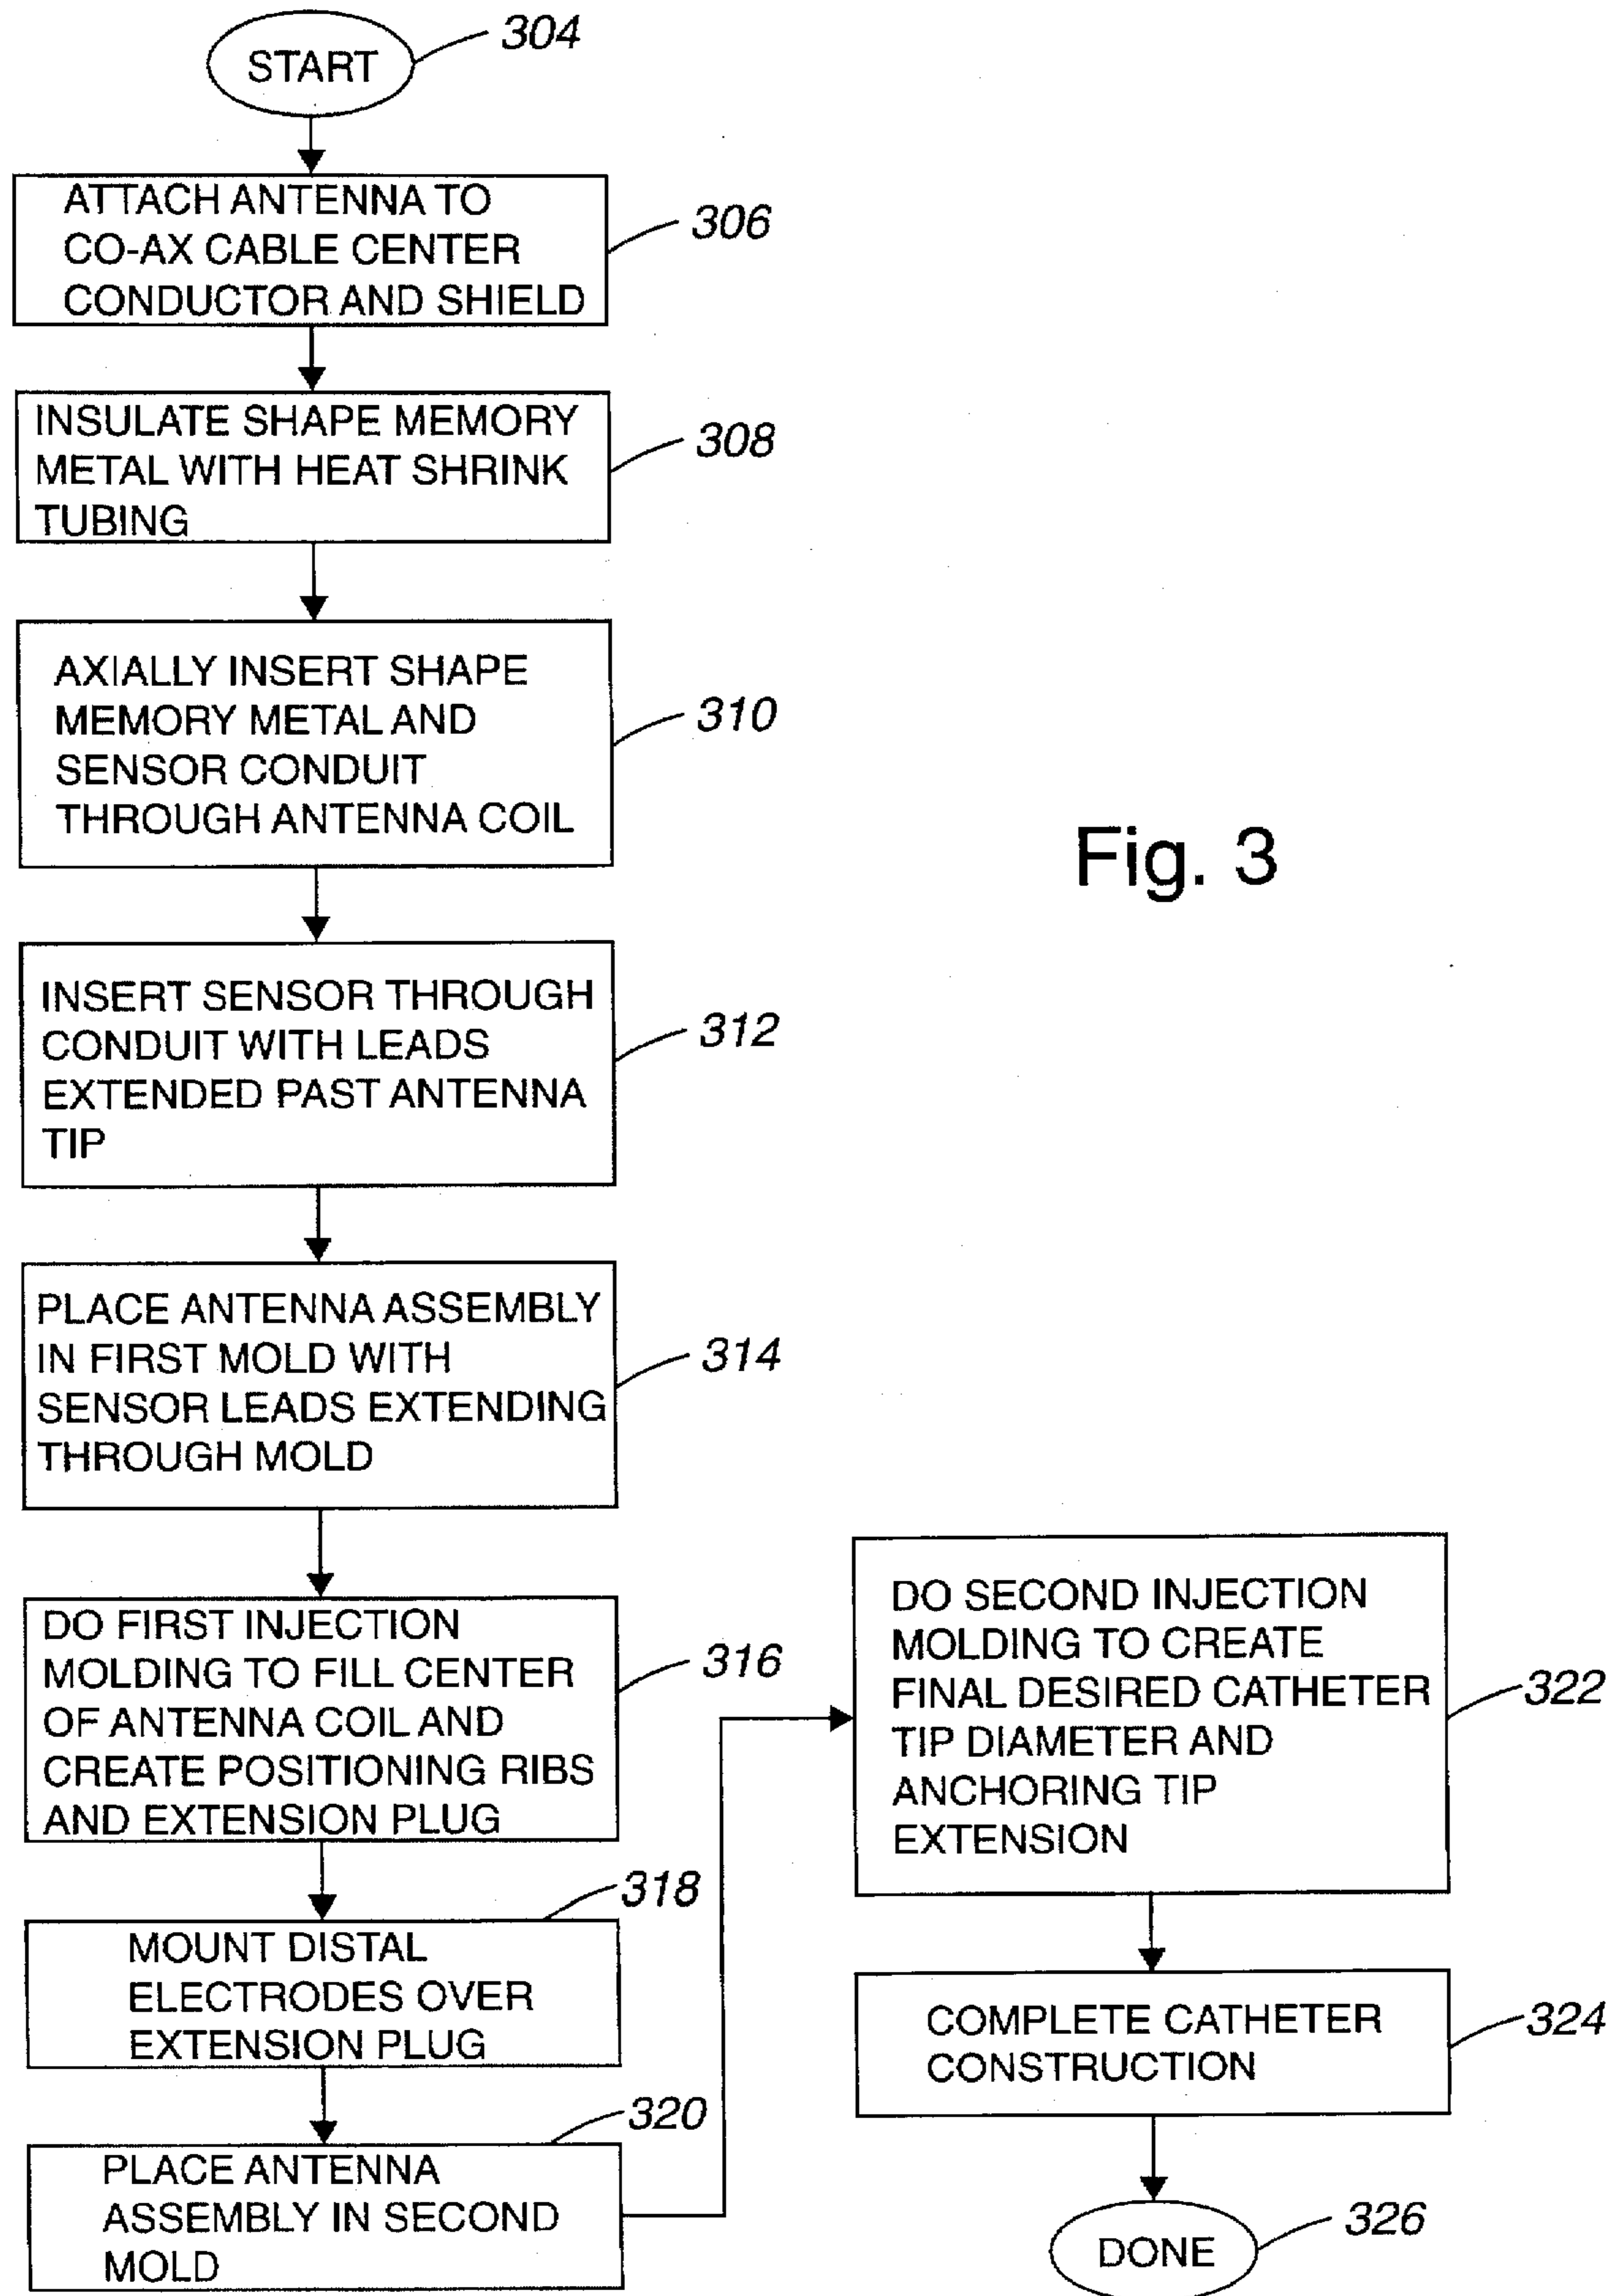 START
304
ATTACH ANTENNA TO
CO-AX CABLE CENTER
CONDUCTOR AND SHIELD
306
INSULATE SHAPE MEMORY
METAL WITH HEAT SHRINK
TUBING
308
AXIALLY INSERT SHAPE
MEMORY METAL AND
SENSOR CONDUIT
THROUGH ANTENNA COIL
310
Fig. 3
INSERT SENSOR THROUGH
CONDUIT WITH LEADS
EXTENDED PAST ANTENNA
TIP
312
PLACE ANTENNA ASSEMBLY
IN FIRST MOLD WITH
SENSOR LEADS EXTENDING
THROUGH MOLD
314
DO FIRST INJECTION
MOLDING TO FILL CENTER
OF ANTENNA COIL AND
CREATE POSITIONING RIBS
AND EXTENSION PLUG
316
MOUNT DISTAL
ELECTRODES OVER
EXTENSION PLUG
318
PLACE ANTENNA
ASSEMBLY IN SECOND
MOLD
320
DO SECOND INJECTION
MOLDING TO CREATE
FINAL DESIRED CATHETER
TIP DIAMETER AND
ANCHORING TIP
EXTENSION
322
COMPLETE CATHETER
CONSTRUCTION
324
DONE
326